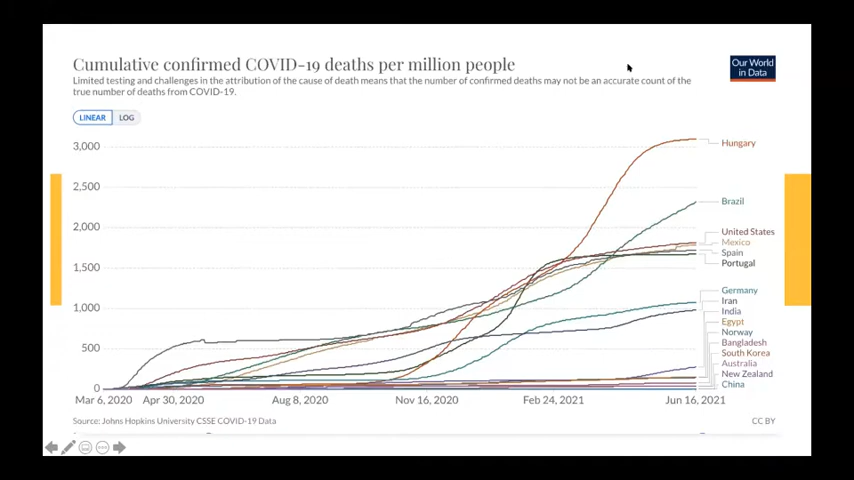 Cumulative confirmed COVID-19 deaths per million people
Limited testing and challenges in the attribution of the cause of death means that the number of confirmed deaths may not be an accurate count of the
true number of deaths from COVID-19.
Our World
in Data
LINEAR LOG
3,000
2,500
2,000
1,500
1,000
500
0
Hungary
Brazil
United States
Mexico
Spain
Portugal
Germany
Iran
India
Egypt
Norway
Bangladesh
South Korea
Australia
New Zealand
China
Mar 6, 2020 Apr 30, 2020 Aug 8, 2020 Nov 16, 2020 Feb 24, 2021 Jun 16, 2021
Source: Johns Hopkins University CSSE COVID-19 Data CC BY